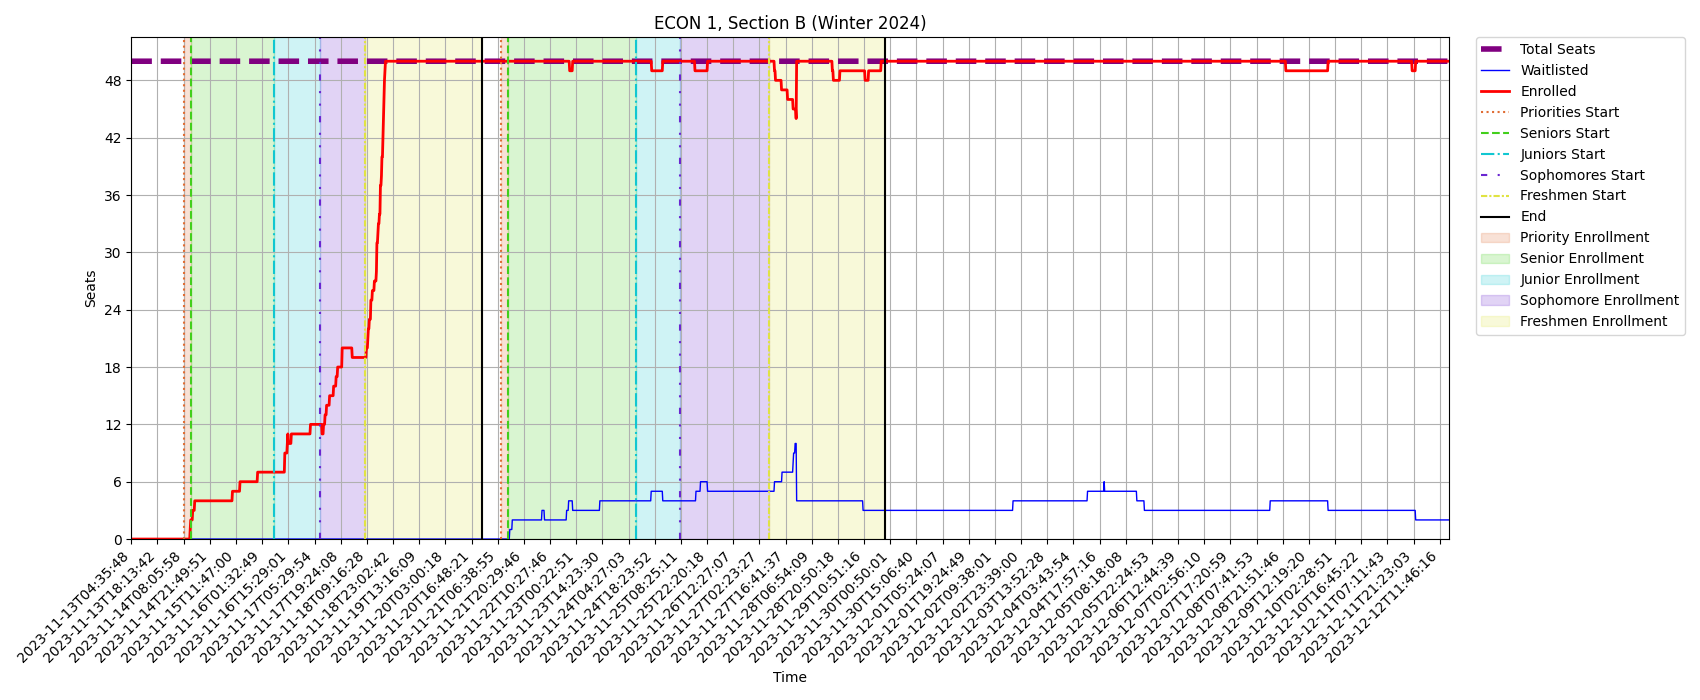 ECON 1, Section B (Winter 2024)
Total Seats
Waitlisted
Enrolled
Priorities Start
Seniors Start
Juniors Start
Sophomores Start
Freshmen Start
End
Priority Enrollment
Senior Enrollment
Junior Enrollment
Sophomore Enrollment
Freshmen Enrollment
Seats
48
42
36
30
24
18
12
6
0
2023-11-13T04:35:48
2023-11-13T18:13:42
2023-11-14T08:05:58
2023-11-14T21:49:51
2023-11-15T11:47:00
2023-11-16T01:32:49
2023-11-16T15:29:01
2023-11-17T05:29:54
2023-11-17T19:24:08
2023-11-18T09:16:28
2023-11-18T23:02:42
2023-11-19T13:16:09
2023-11-20T03:00:18
2023-11-20T16:48:21
2023-11-21T06:38:55
2023-11-21T20:29:46
2023-11-22T10:27:46
2023-11-23T00:22:51
2023-11-23T14:23:30
2023-11-24T04:27:03
2023-11-24T18:23:52
2023-11-25T08:25:11
2023-11-25T22:20:18
2023-11-26T12:27:07
2023-11-27T02:23:27
2023-11-27T16:41:37
2023-11-28T06:54:09
2023-11-28T20:50:18
2023-11-29T10:51:16
2023-11-30T00:50:01
2023-11-30T15:06:40
2023-12-01T05:24:07
2023-12-01T19:24:49
2023-12-02T09:38:01
2023-12-02T23:39:00
2023-12-03T13:52:28
2023-12-04T03:43:54
2023-12-04T17:57:16
2023-12-05T08:18:08
2023-12-05T22:24:53
2023-12-06T12:44:39
2023-12-07T02:56:10
2023-12-07T17:20:59
2023-12-08T07:41:53
2023-12-08T21:51:46
2023-12-09T12:19:20
2023-12-10T02:28:51
2023-12-10T16:45:22
2023-12-11T07:11:43
2023-12-11T21:23:03
2023-12-12T11:46:16
Time